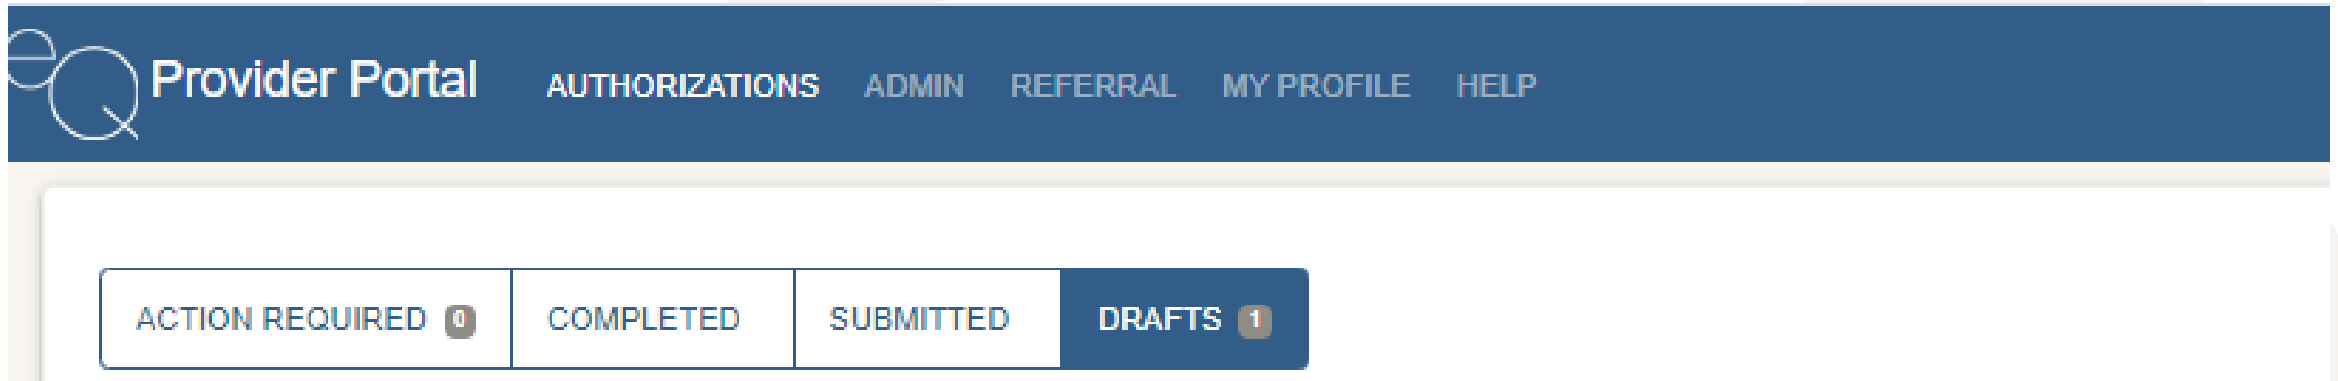 eQ Provider Portal AUTHORIZATIONS ADMIN REFERRAL MY PROFILE HELP
ACTION REQUIRED 0 COMPLETED SUBMITTED DRAFTS 1